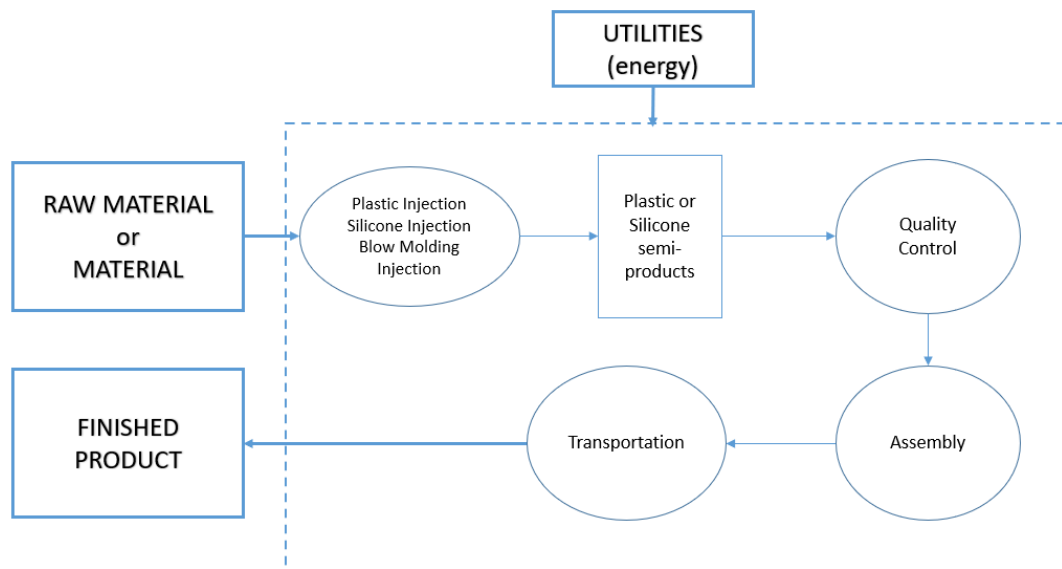 UTILITIES
(energy)
RAW MATERIAL
or
MATERIAL
Plastic Injection
Silicone Injection
Blow Molding
Injection
Plastic or
Silicone
semi-
products
Quality
Control
FINISHED
PRODUCT
Transportation
Assembly